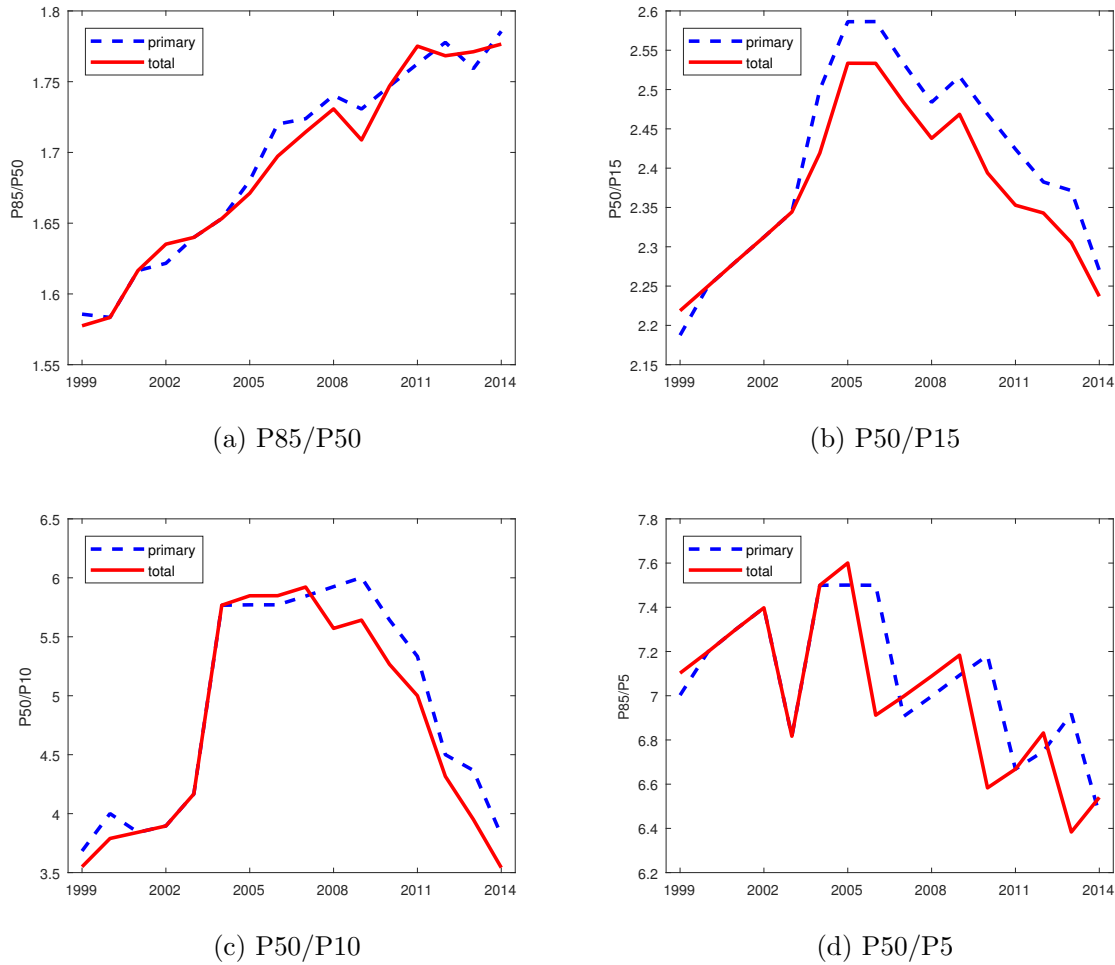 1.8
primary
total
1.75
1.7
P85/P50
1.65
1.6
1.55
1999 2002 2005 2008 2011 2014
(a) P85/P50
2.6
primary
2.55
total
2.5
2.45
2.4
P50/P15
2.35
2.3
2.25
2.2
2.15
1999 2002 2005 2008 2011 2014
(b) P50/P15
6.5
primary
total
6
5.5
5
P50/P10
4.5
4
3.5
1999 2002 2005 2008 2011 2014
(c) P50/P10
7.8
primary
total
7.6
7.4
7.2
7
P85/P5
6.8
6.6
6.4
6.2
1999 2002 2005 2008 2011 2014
(d) P50/P5